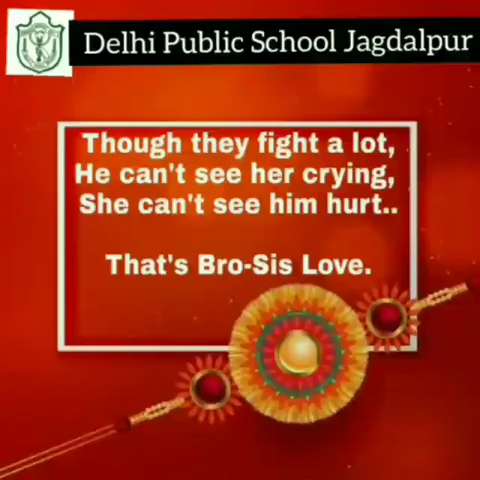 Delhi Public School Jagdalpur
Though they fight a lot,
He can't see her crying,
She can't see him hurt..
That's Bro-Sis Love.